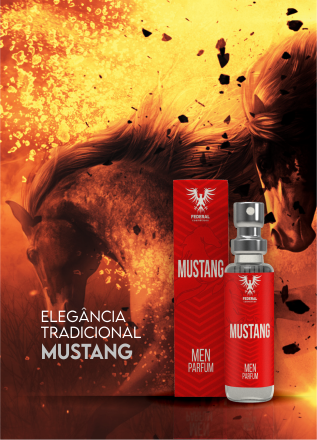 ELEGÂNCIA
TRADICIONAL
MUSTANG
FEDERAL
MUSTANG
MEN
PARFUM
FEDERAL
MUSTANG
MEN
PARFUM